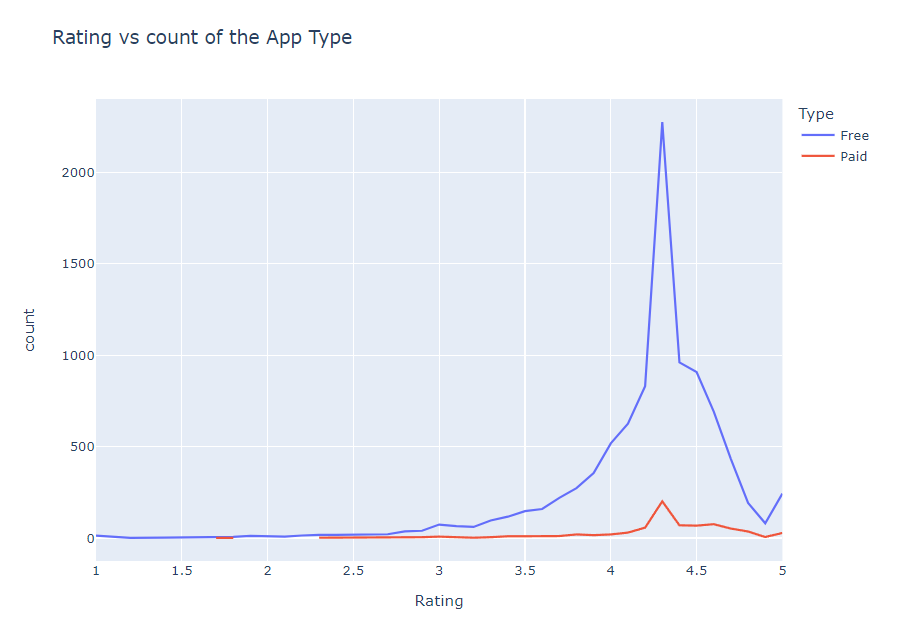 Rating vs count of the App Type
Type
Free
Paid
2000
1500
1000
500
0
count
1 1.5 2 2.5 3 3.5 4 4.5 5
Rating